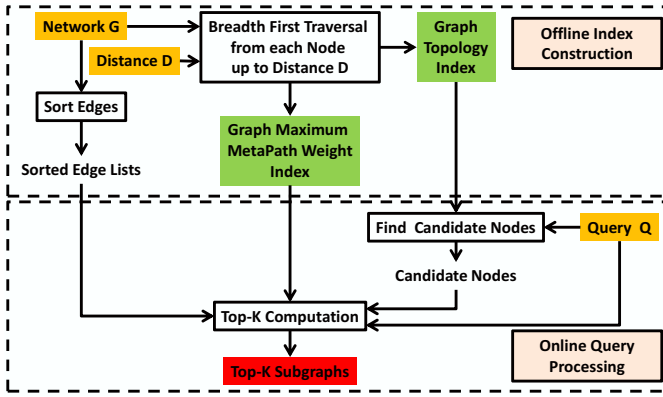 Network G
Breadth First Traversal
from each Node
up to Distance D
Graph
Topology
Index
Offline Index
Construction
Distance D
Sort Edges
Graph Maximum
MetaPath Weight
Index
Sorted Edge Lists
Find Candidate Nodes
Query Q
Candidate Nodes
Top-K Computation
Top-K Subgraphs
Online Query
Processing